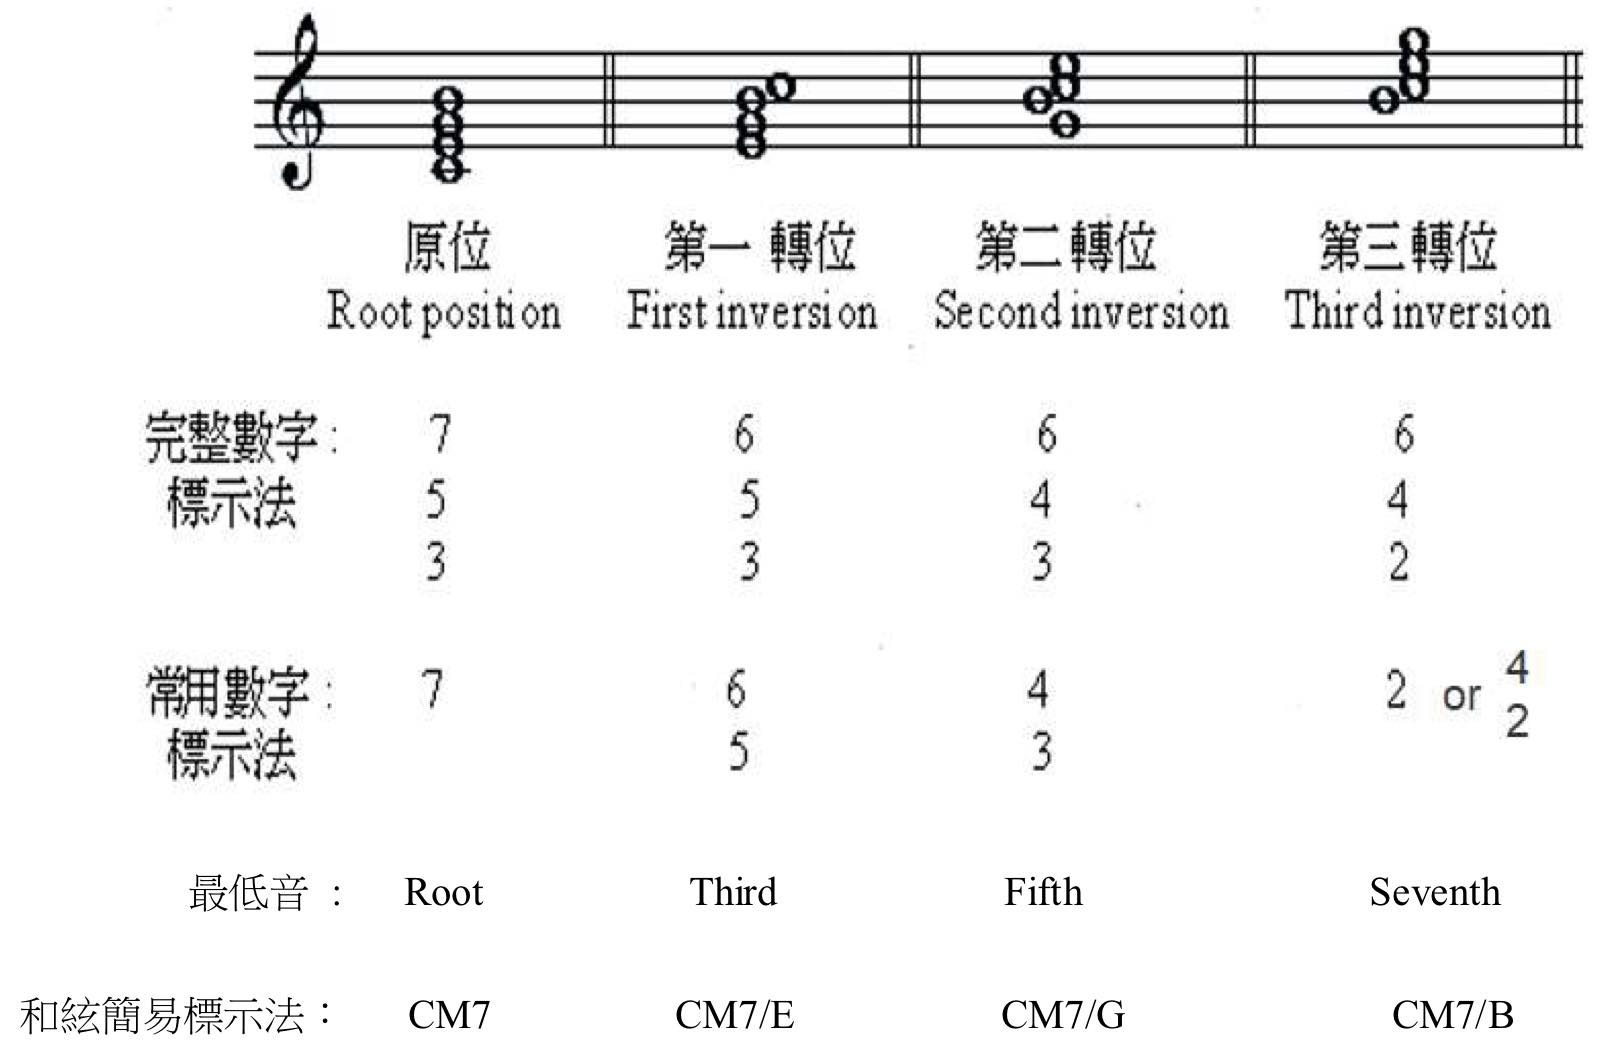 原位 第一 轉位 第二轉位 第三轉位
Root position First inversion Second inversion Third inversion
完整數字： 7 6 6 6
標示法 5 5 4 4
3 3 3 2
常用數字： 7 6 4 2 or 4
標示法 5 3 2
最低音 ： Root Third Fifth Seventh
和絃簡易標示法： CM7 CM7/E CM7/G CM7/B